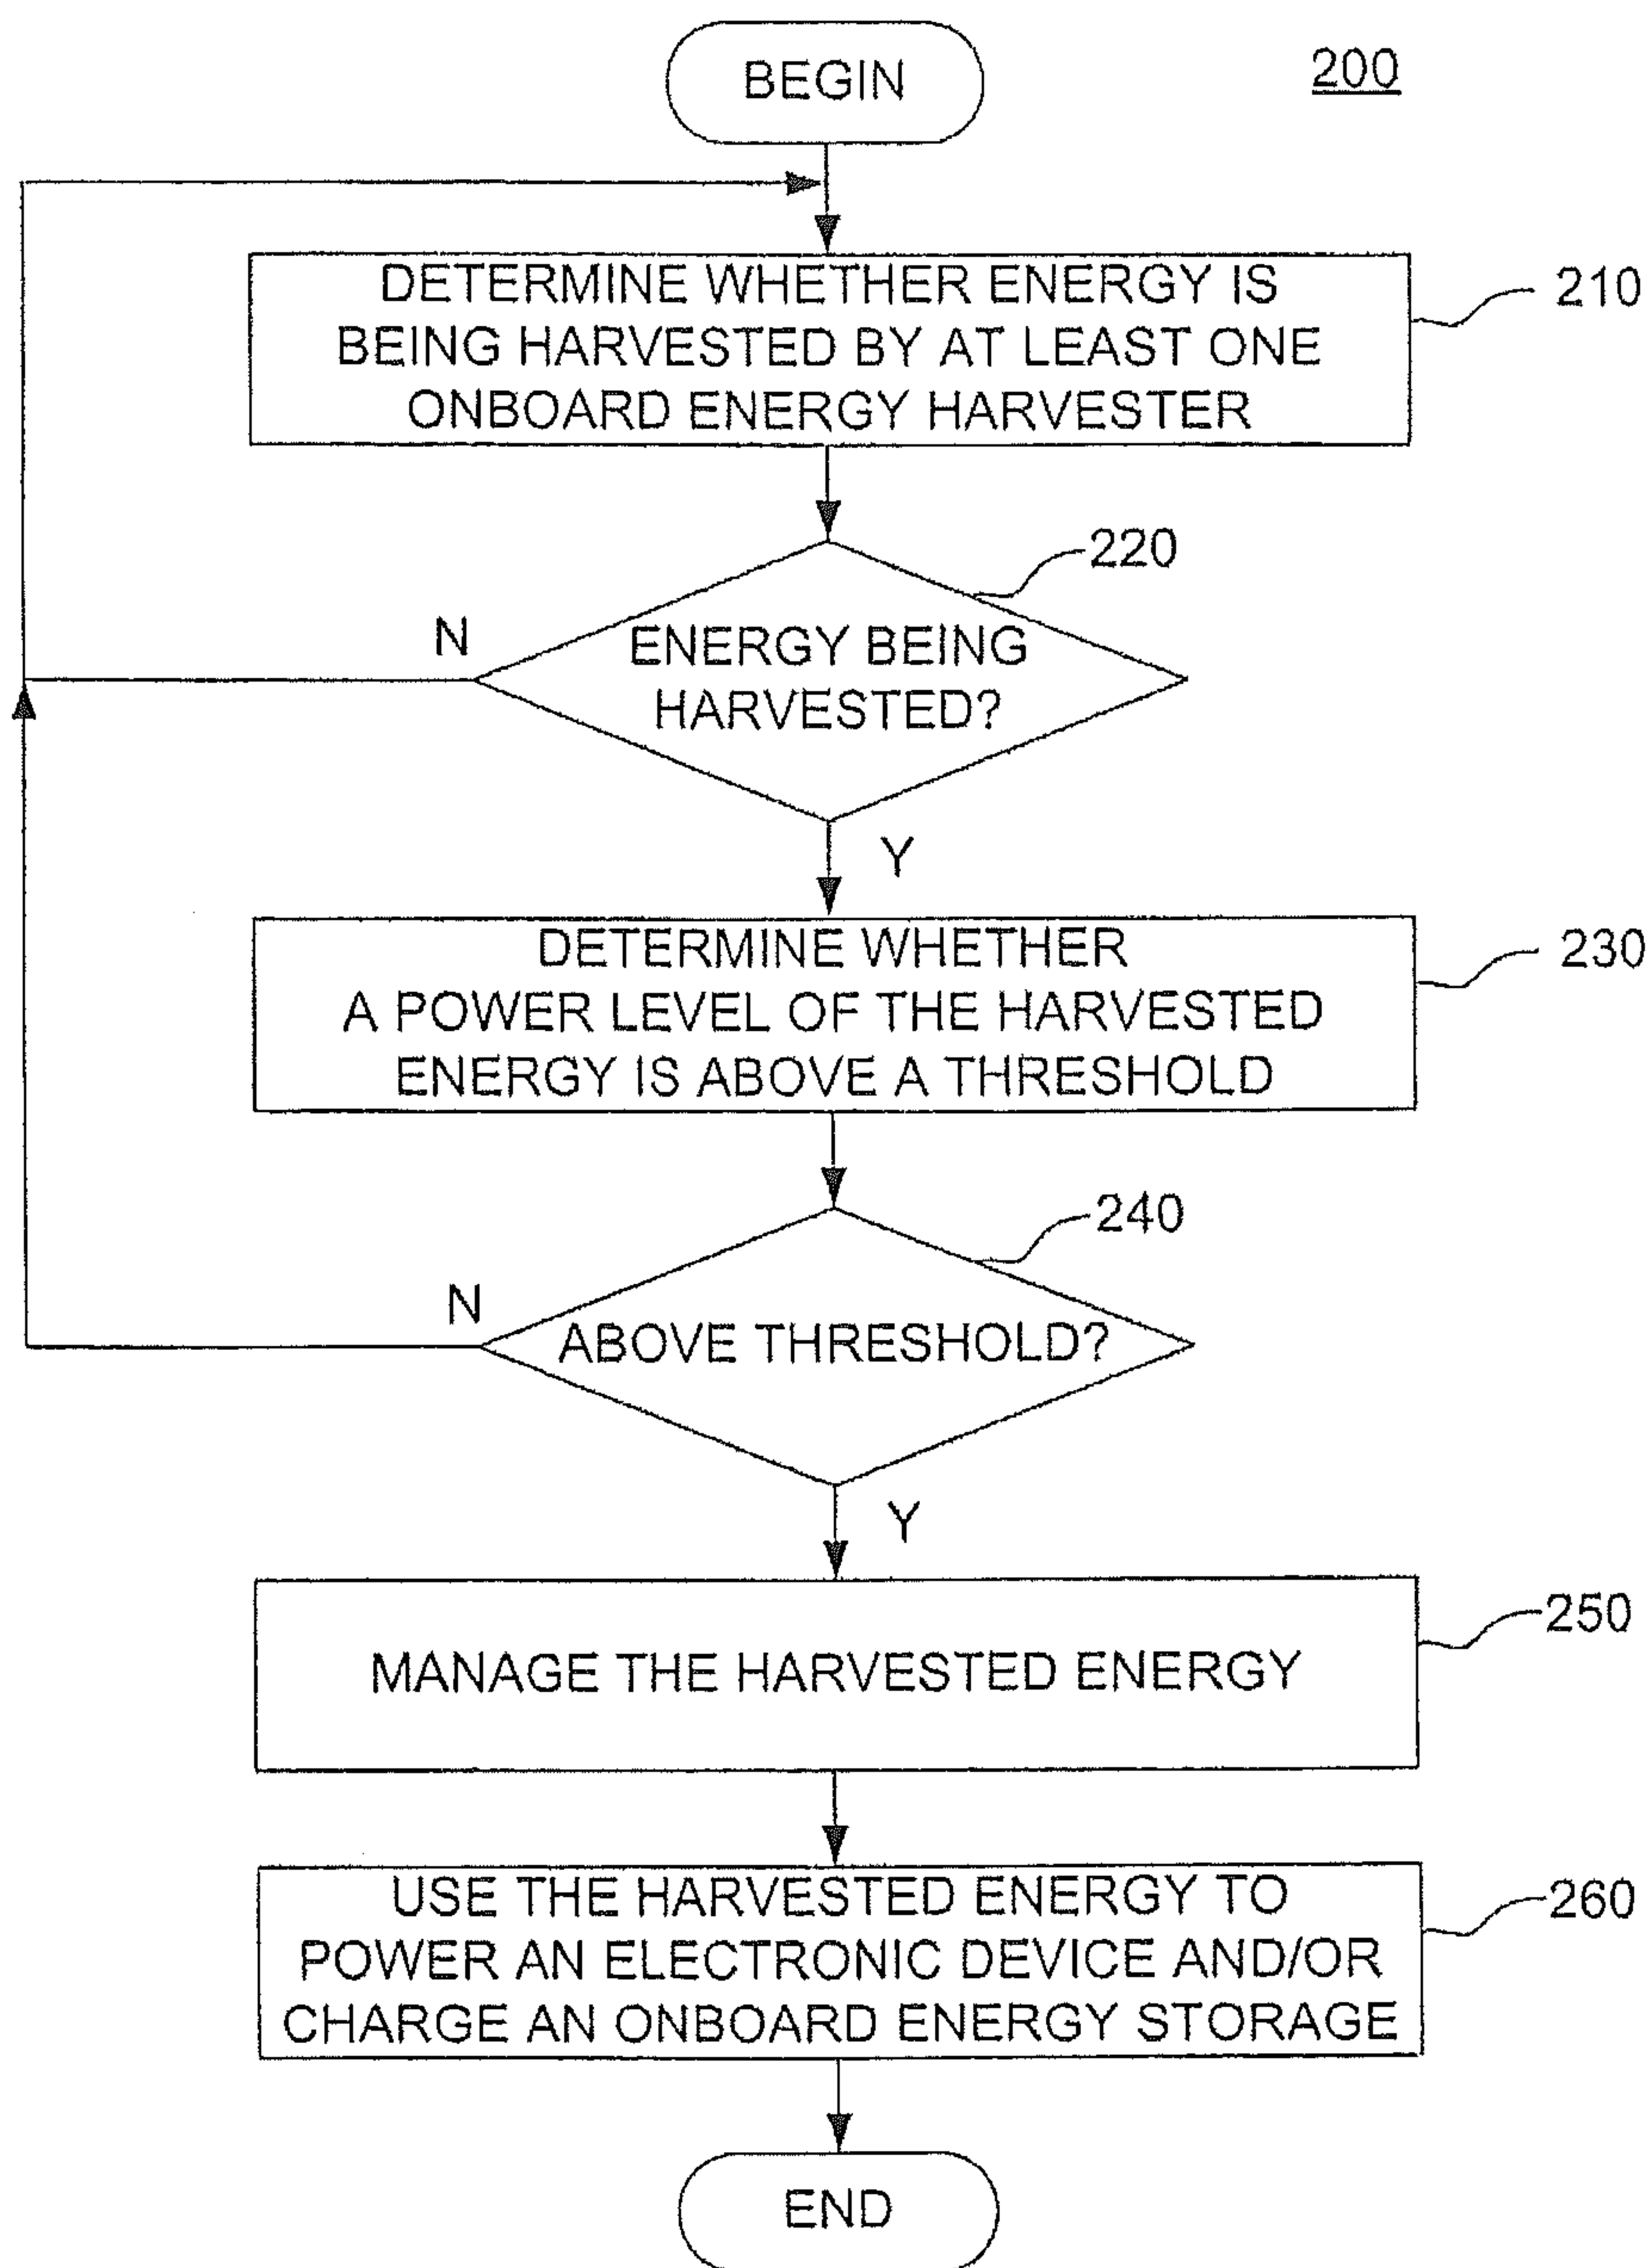 BEGIN
200
DETERMINE WHETHER ENERGY IS
BEING HARVESTED BY AT LEAST ONE
ONBOARD ENERGY HARVESTER
210
220
N
ENERGY BEING
HARVESTED?
Y
DETERMINE WHETHER
A POWER LEVEL OF THE HARVESTED
ENERGY IS ABOVE A THRESHOLD
230
240
N
ABOVE THRESHOLD?
Y
MANAGE THE HARVESTED ENERGY
250
USE THE HARVESTED ENERGY TO
POWER AN ELECTRONIC DEVICE AND/OR
CHARGE AN ONBOARD ENERGY STORAGE
260
END